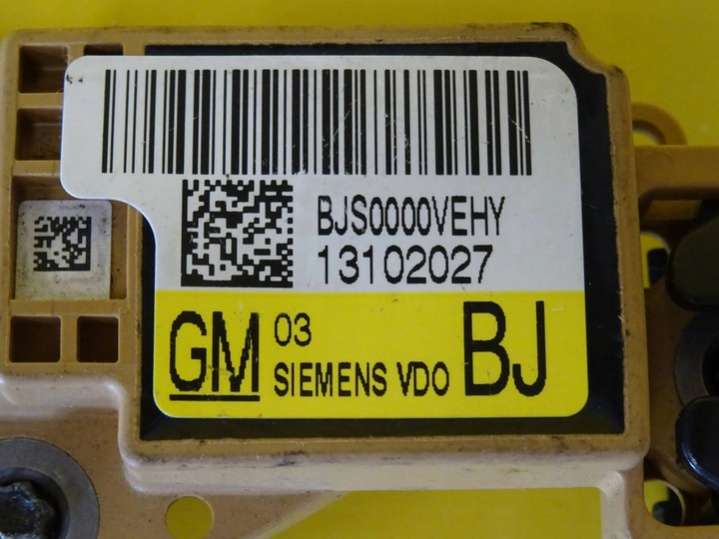 BJS0000VEHY
13102027
GM 03
SIEMENS VDO BJ